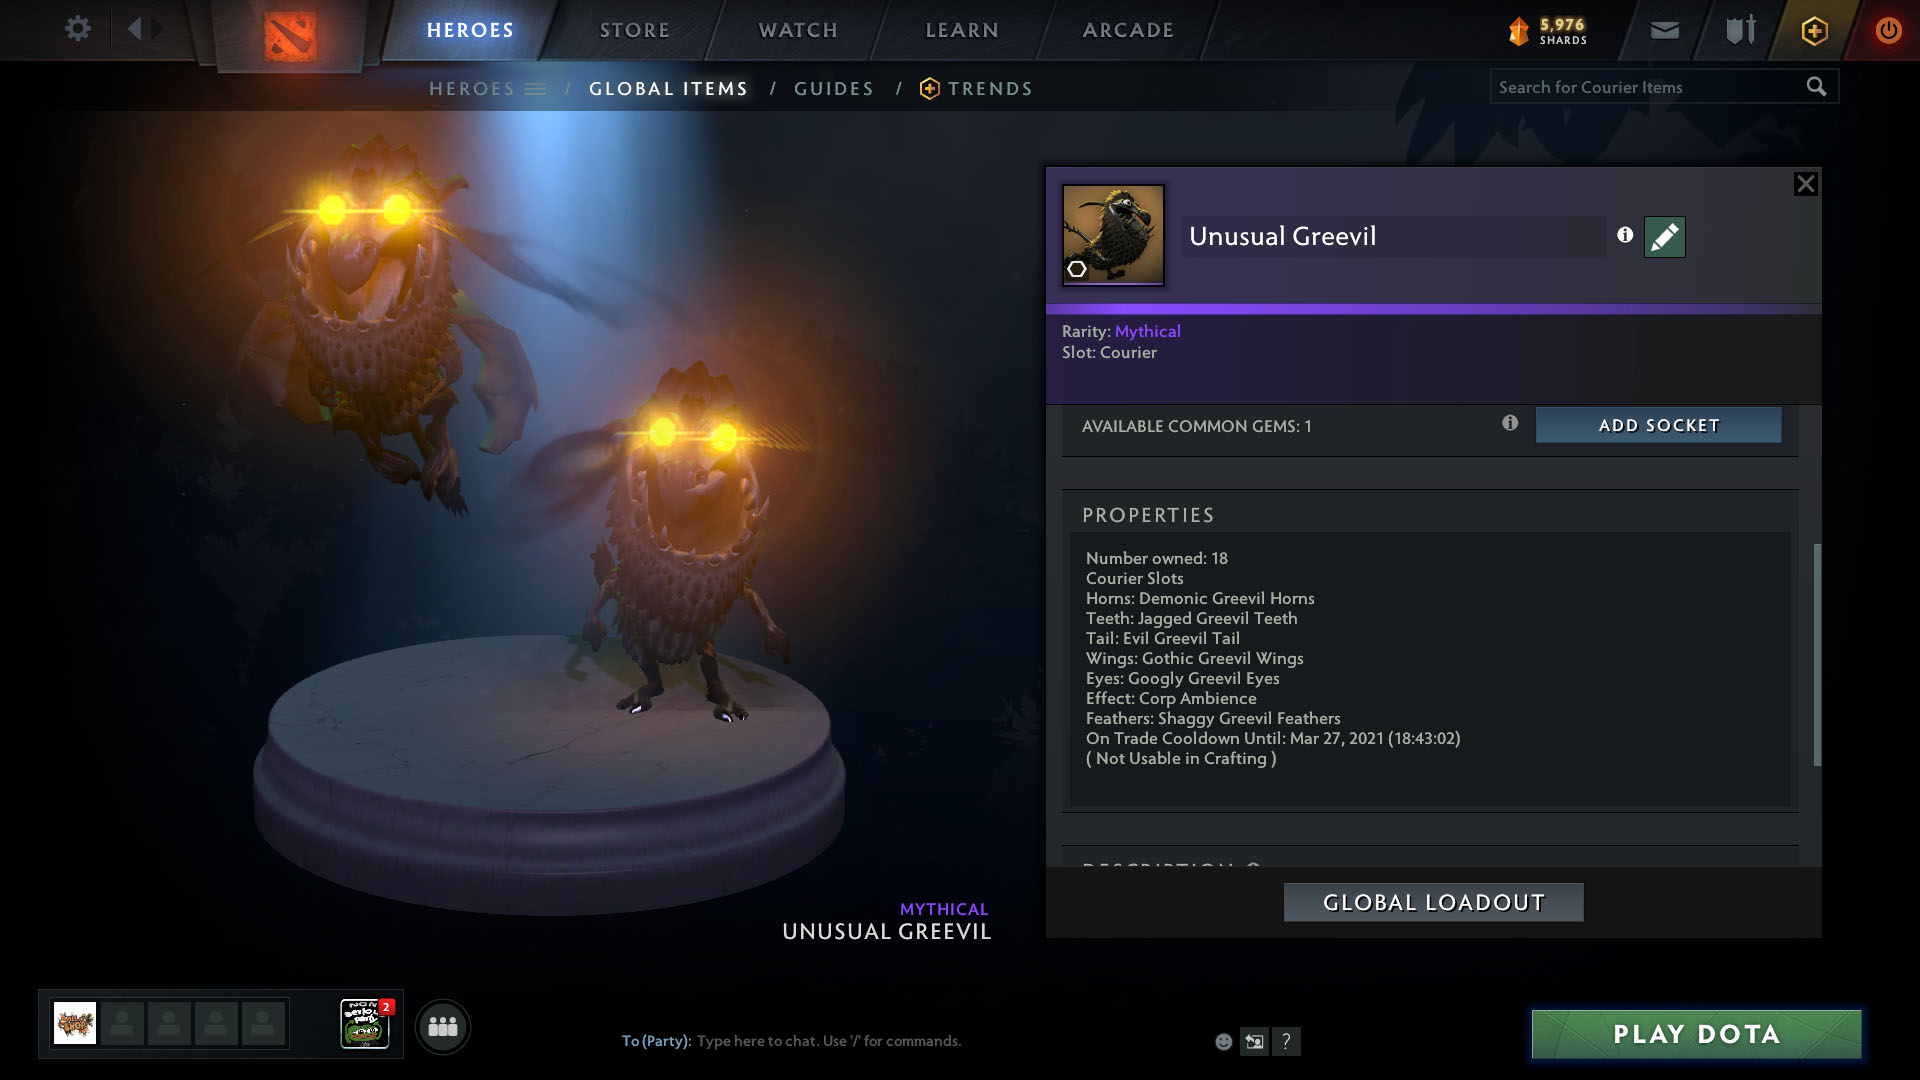 HEROES
STORE
WATCH
LEARN
ARCADE
5,976
SHARDS
HEROES / GLOBAL ITEMS / GUIDES / TRENDS
Search for Courier Items
Unusual Greevil
Rarity: Mythical
Slot: Courier
AVAILABLE COMMON GEMS: 1
ADD SOCKET
PROPERTIES
Number owned: 18
Courier Slots
Horns: Demonic Greevil Horns
Teeth: Jagged Greevil Teeth
Tail: Evil Greevil Tail
Wings: Gothic Greevil Wings
Eyes: Googly Greevil Eyes
Effect: Corp Ambience
Feathers: Shaggy Greevil Feathers
On Trade Cooldown Until: Mar 27, 2021 (18:43:02)
( Not Usable in Crafting )
DESCRIPTION
GLOBAL LOADOUT
MYTHICAL
UNUSUAL GREEVIL
2
To (Party): Type here to chat. Use '/' for commands.
?
PLAY DOTA